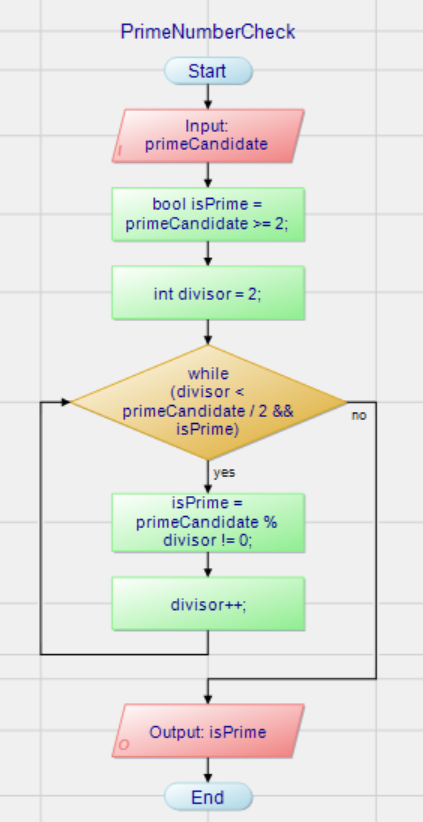 PrimeNumberCheck
Start
Input:
primeCandidate
I
bool isPrime =
primeCandidate >= 2;
int divisor = 2;
while
(divisor <
primeCandidate / 2 &&
isPrime)
no
yes
isPrime =
primeCandidate %
divisor != 0;
divisor++;
Output: isPrime
O
End